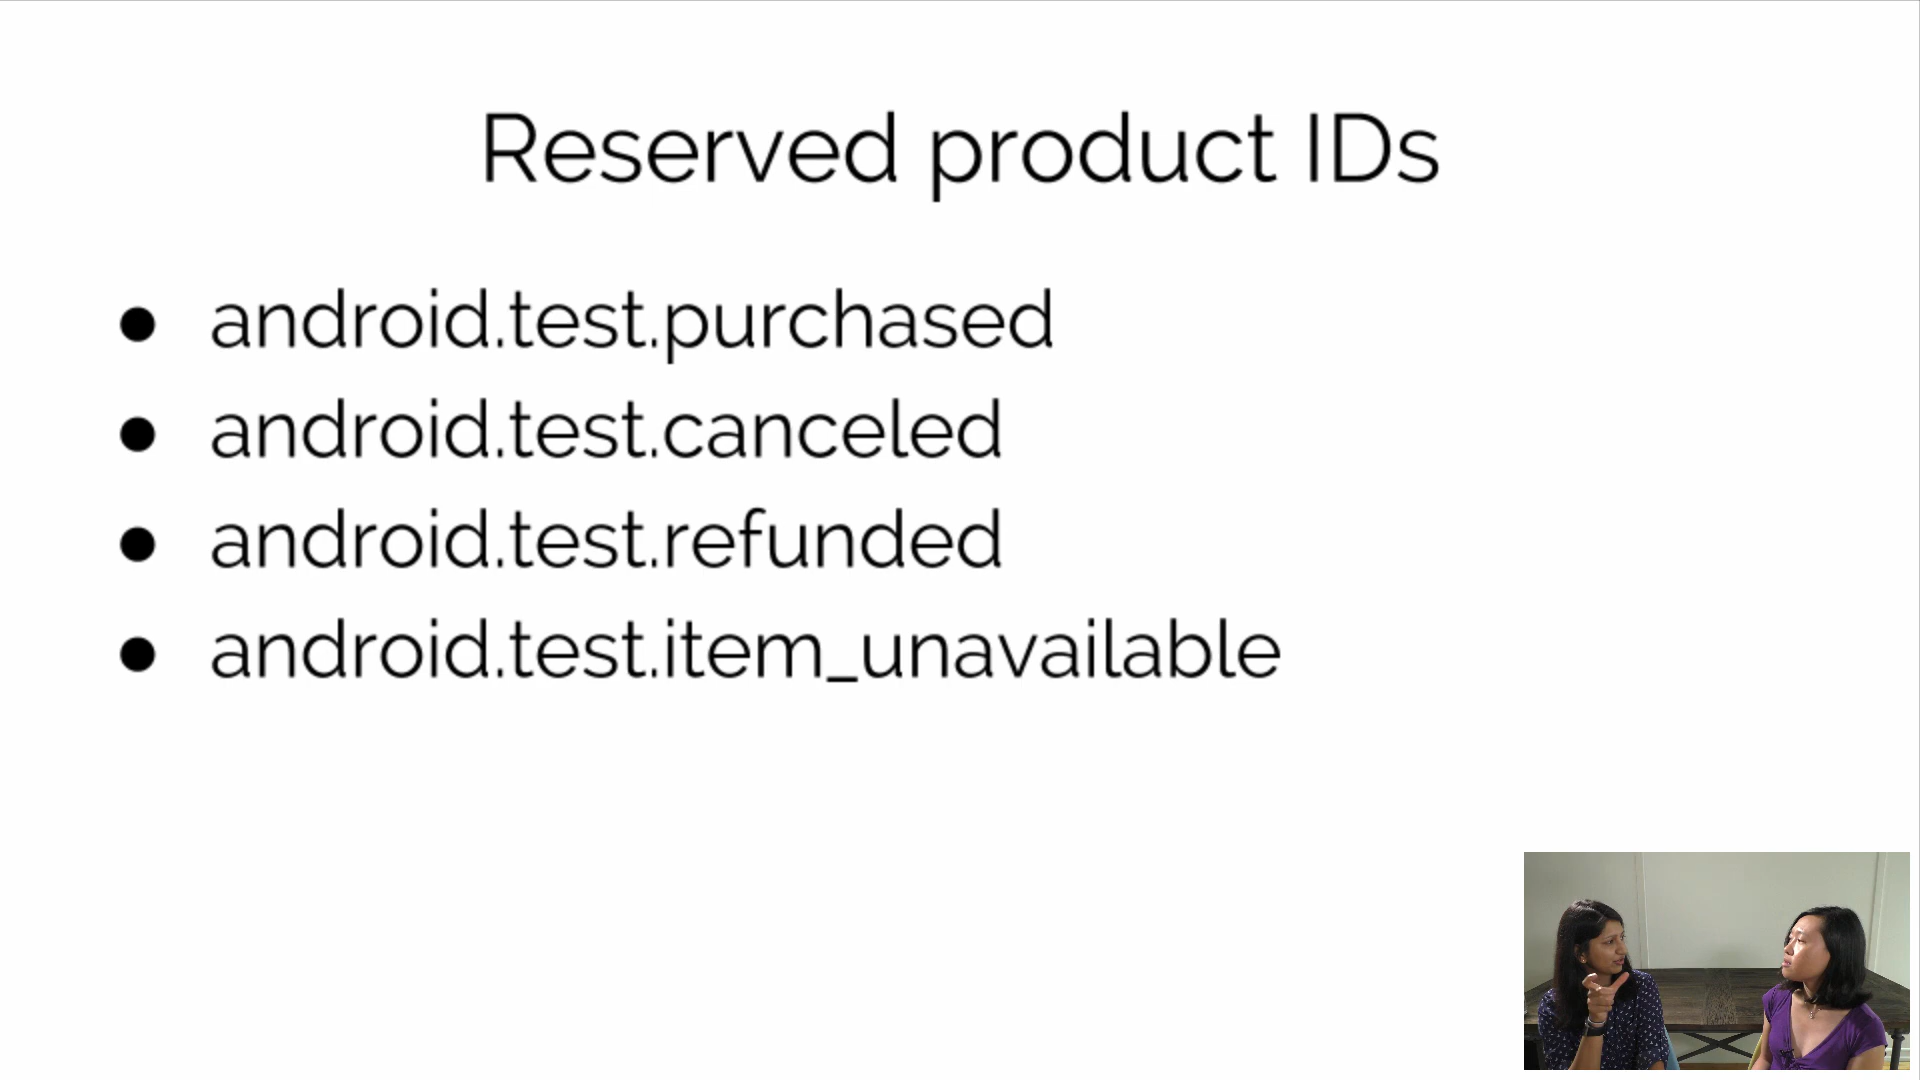 Reserved product IDs
● android.test.purchased
● android.test.canceled
● android.test.refunded
● android.test.item_unavailable